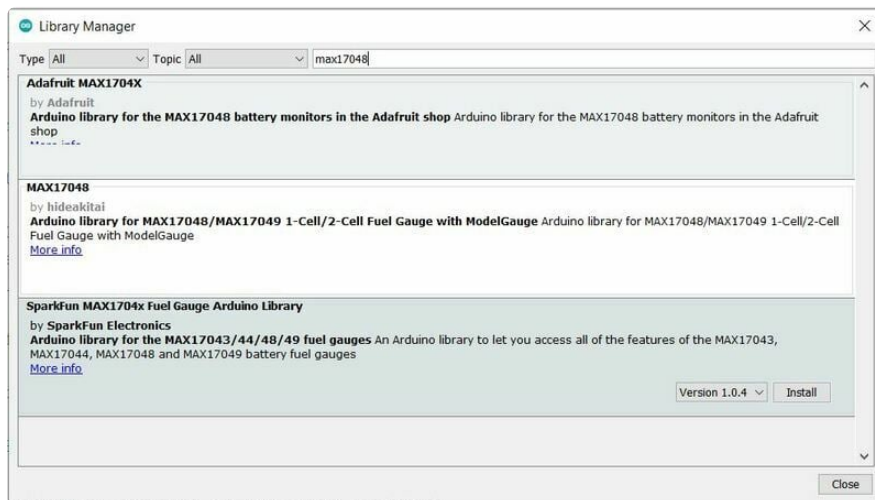 Library Manager
Type All Topic All max17048
Adafruit MAX1704X
by Adafruit
Arduino library for the MAX17048 battery monitors in the Adafruit shop Arduino library for the MAX17048 battery monitors in the Adafruit
shop
More info
MAX17048
by hideakitai
Arduino library for MAX17048/MAX17049 1-Cell/2-Cell Fuel Gauge with ModelGauge Arduino library for MAX17048/MAX17049 1-Cell/2-Cell
Fuel Gauge with ModelGauge
More info
SparkFun MAX1704x Fuel Gauge Arduino Library
by SparkFun Electronics
Arduino library for the MAX17043/44/48/49 fuel gauges An Arduino library to let you access all of the features of the MAX17043,
MAX17044, MAX17048 and MAX17049 battery fuel gauges
More info
Version 1.0.4 Install
Close